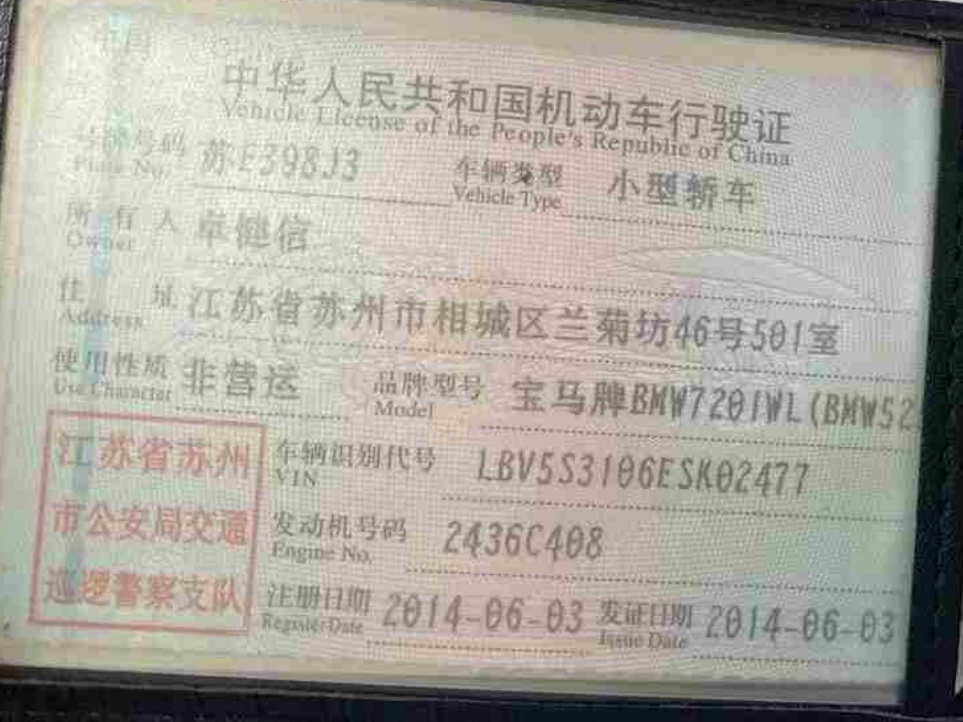 中华人民共和国机动车行驶证
Vehicle License of the People's Republic of China
号牌号码 苏E398J3 车辆类型 小型轿车
Plate No. Vehicle Type
所有人 卓健信
Owner
住址 江苏省苏州市相城区兰菊坊46号501室
Address
使用性质 非营运 品牌型号 宝马牌BMW7201WL(BMW52
Use Character Model
江苏省苏州 车辆识别代号 LBV5S3106ESK02477
VIN
市公安局交通 发动机号码 2436C408
Engine No.
巡逻警察支队 注册日期 2014-06-03 发证日期 2014-06-03
Register Date Issue Date